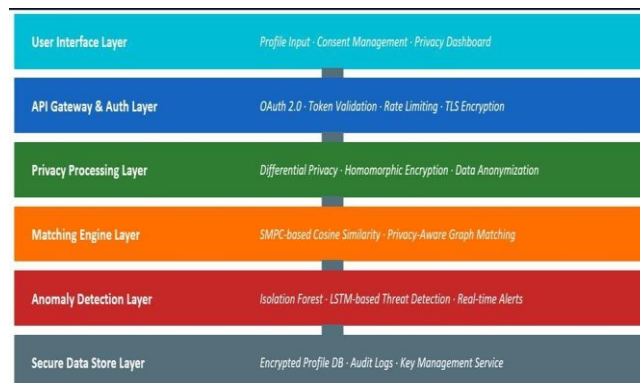 User Interface Layer Profile Input · Consent Management · Privacy Dashboard
API Gateway & Auth Layer OAuth 2.0 · Token Validation · Rate Limiting · TLS Encryption
Privacy Processing Layer Differential Privacy · Homomorphic Encryption · Data Anonymization
Matching Engine Layer SMPC-based Cosine Similarity · Privacy-Aware Graph Matching
Anomaly Detection Layer Isolation Forest · LSTM-based Threat Detection · Real-time Alerts
Secure Data Store Layer Encrypted Profile DB · Audit Logs · Key Management Service